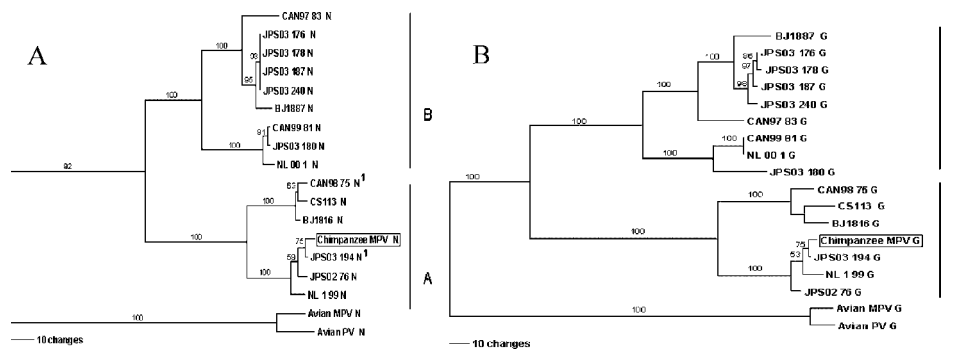 A
CAN97 83 N
JPS03 176 N
JPS03 178 N
JPS03 187 N
JPS03 240 N
BJ1887 N
CAN99 81 N
JPS03 180 N
NL 00 1 N
CAN98 75 N¹
CS113 N
BJ1816 N
Chimpanzee MPV N
JPS03 194 N¹
JPS02 76 N
NL 1 99 N
Avian MPV N
Avian PV N
100
93
95
100
100
91
100
92
52
100
100
75
59
100
100
10 changes
B
A
B
BJ1887 G
JPS03 176 G
JPS03 178 G
JPS03 187 G
JPS03 240 G
CAN97 83 G
CAN99 81 G
NL 00 1 G
JPS03 180 G
CAN98 75 G
CS113 G
BJ1816 G
Chimpanzee MPV G
JPS03 194 G
NL 1 99 G
JPS02 76 G
Avian MPV G
Avian PV G
100
97
98
100
100
100
100
100
100
75
53
100
100
10 changes